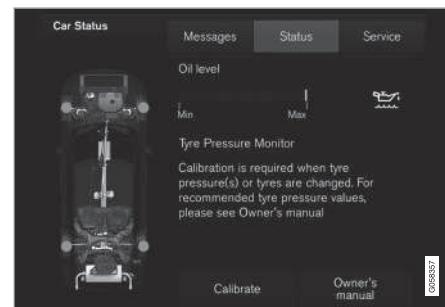 Car Status
Messages
Status
Service
Oil level
Min
Max
Tyre Pressure Monitor
Calibration is required when tyre
pressure(s) or tyres are changed. For
recommended tyre pressure values,
please see Owner's manual
Calibrate
Owner's
manual
G058357